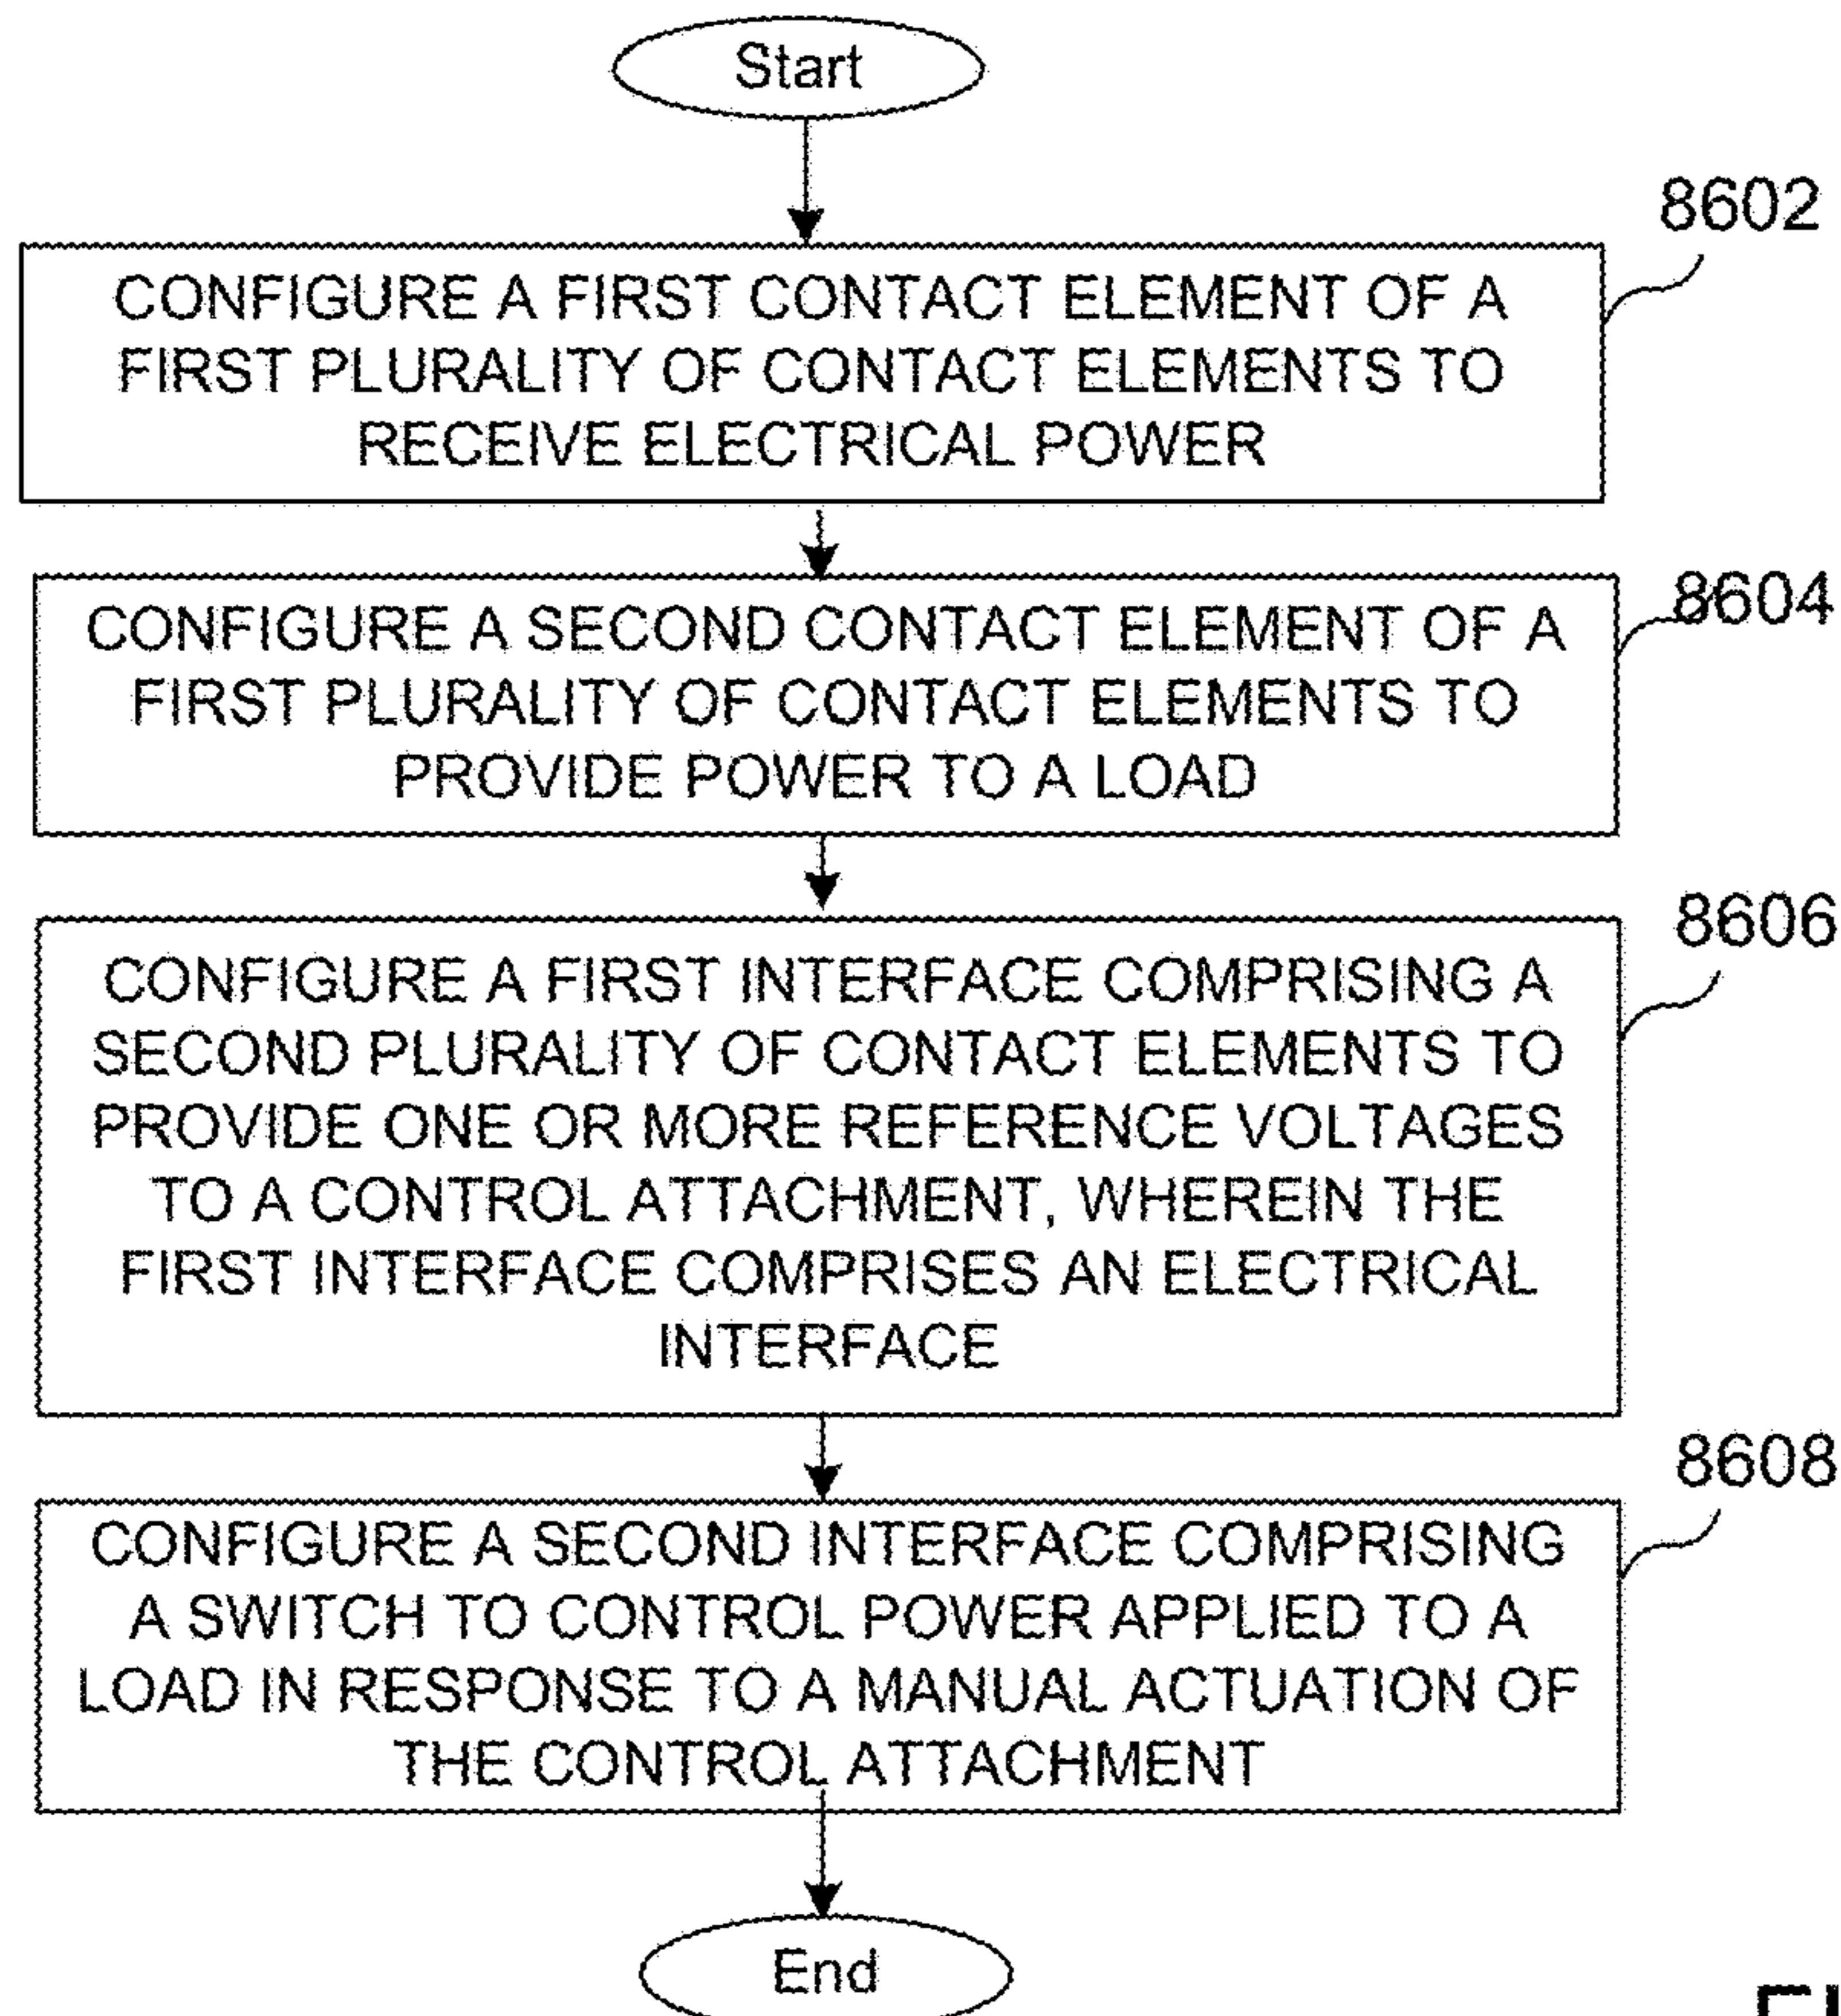 Start
8602
CONFIGURE A FIRST CONTACT ELEMENT OF A
FIRST PLURALITY OF CONTACT ELEMENTS TO
RECEIVE ELECTRICAL POWER
8604
CONFIGURE A SECOND CONTACT ELEMENT OF A
FIRST PLURALITY OF CONTACT ELEMENTS TO
PROVIDE POWER TO A LOAD
8606
CONFIGURE A FIRST INTERFACE COMPRISING A
SECOND PLURALITY OF CONTACT ELEMENTS TO
PROVIDE ONE OR MORE REFERENCE VOLTAGES
TO A CONTROL ATTACHMENT, WHEREIN THE
FIRST INTERFACE COMPRISES AN ELECTRICAL
INTERFACE
8608
CONFIGURE A SECOND INTERFACE COMPRISING
A SWITCH TO CONTROL POWER APPLIED TO A
LOAD IN RESPONSE TO A MANUAL ACTUATION OF
THE CONTROL ATTACHMENT
End